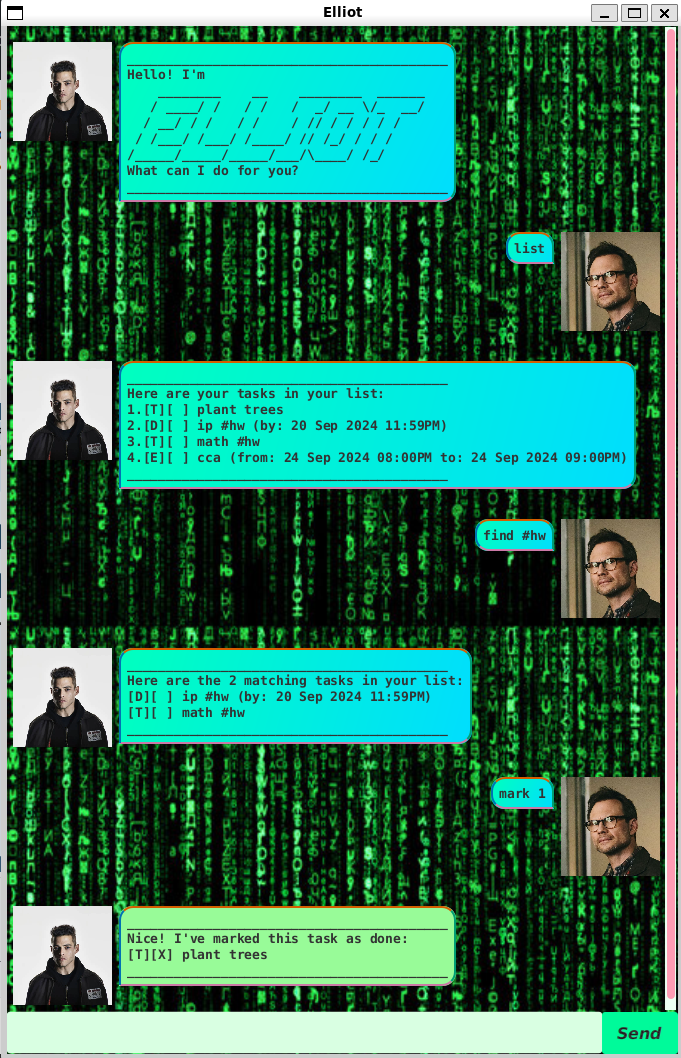 Elliot
Hello! I'm
ELLIOT
What can I do for you?
list
Here are your tasks in your list:
1.[T][ ] plant trees
2.[D][ ] ip #hw (by: 20 Sep 2024 11:59PM)
3.[T][ ] math #hw
4.[E][ ] cca (from: 24 Sep 2024 08:00PM to: 24 Sep 2024 09:00PM)
find #hw
Here are the 2 matching tasks in your list:
[D][ ] ip #hw (by: 20 Sep 2024 11:59PM)
[T][ ] math #hw
mark 1
Nice! I've marked this task as done:
[T][X] plant trees
Send